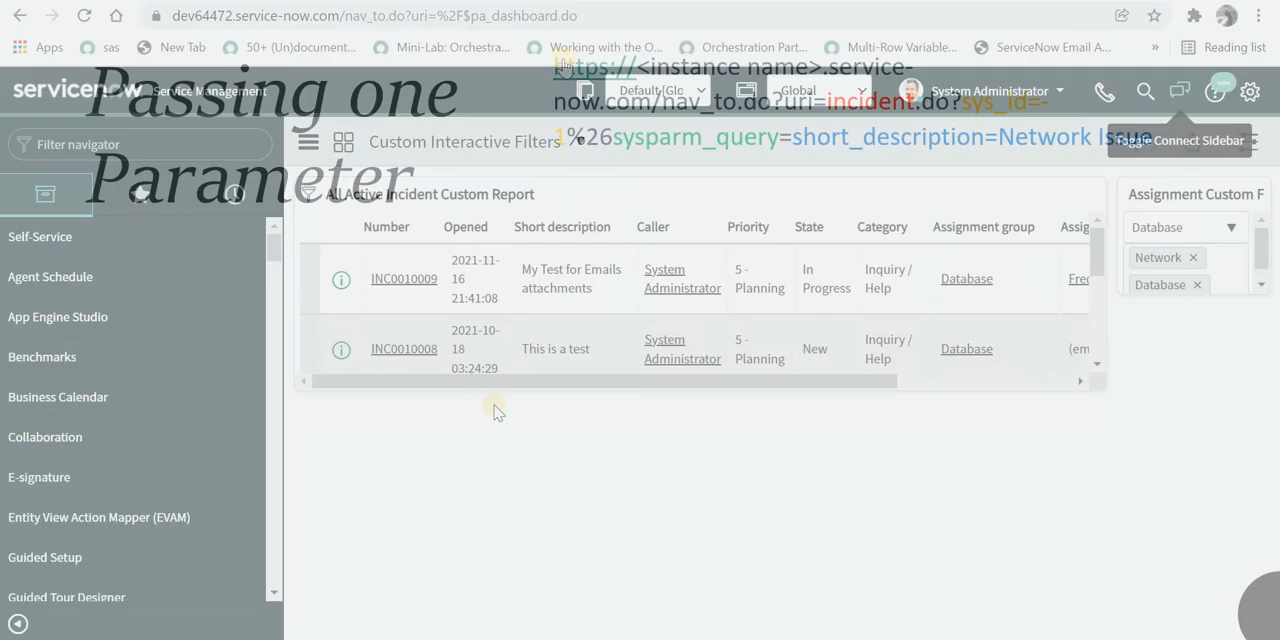 dev64472.service-now.com/nav_to.do?uri=%2F$pa_dashboard.do
Apps
sas
New Tab
50+ (Un)document...
Mini-Lab: Orchestra...
Working with the O...
Orchestration Part...
Multi-Row Variable...
ServiceNow Email A...
»
Reading list
servicenow Service Management
Default [Glo
Global
System Administrator
Passing one
Parameter
https://<instance name>.service-
now.com/nav_to.do?uri=incident.do?sys_id=-
1%26sysparm_query=short_description=Network Issue
Toggle Connect Sidebar
Filter navigator
Custom Interactive Filters
Self-Service
Agent Schedule
App Engine Studio
Benchmarks
Business Calendar
Collaboration
E-signature
Entity View Action Mapper (EVAM)
Guided Setup
Guided Tour Designer
All Active Incident Custom Report
Number Opened Short description Caller Priority State Category Assignment group Assig
INC0010009
2021-11-
16
21:41:08
My Test for Emails
attachments
System
Administrator
5 -
Planning
In
Progress
Inquiry /
Help
Database
Fred
INC0010008
2021-10-
18
03:24:29
This is a test
System
Administrator
5 -
Planning
New
Inquiry /
Help
Database
(em
Assignment Custom F
Database
Network ×
Database ×